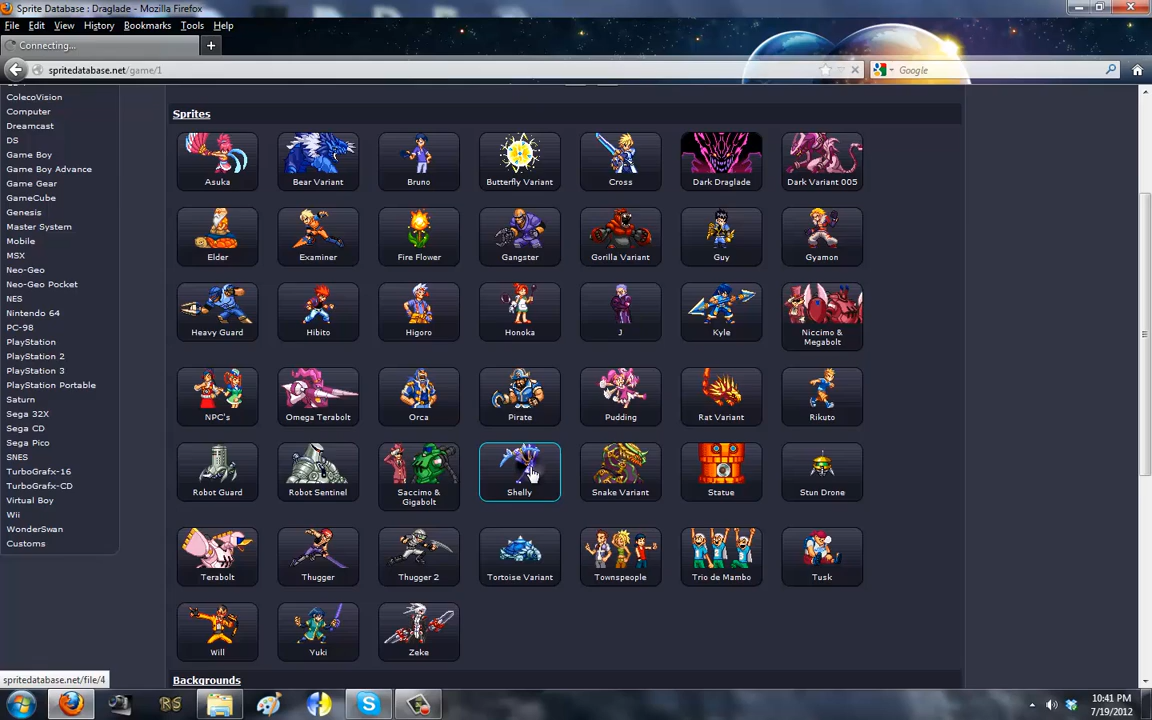 Sprite Database : Draglade - Mozilla Firefox
File Edit View History Bookmarks Tools Help
Connecting...
spritedatabase.net/game/1
Google
ColecoVision
Computer
Dreamcast
DS
Game Boy
Game Boy Advance
Game Gear
GameCube
Genesis
Master System
Mobile
MSX
Neo-Geo
Neo-Geo Pocket
NES
Nintendo 64
PC-98
PlayStation
PlayStation 2
PlayStation 3
PlayStation Portable
Saturn
Sega 32X
Sega CD
Sega Pico
SNES
TurboGrafx-16
TurboGrafx-CD
Virtual Boy
Wii
WonderSwan
Customs
Sprites
Asuka Bear Variant Bruno Butterfly Variant Cross Dark Draglade Dark Variant 005
Elder Examiner Fire Flower Gangster Gorilla Variant Guy Gyamon
Heavy Guard Hibito Higoro Honoka J Kyle Niccimo &
Megabolt
NPC's Omega Terabolt Orca Pirate Pudding Rat Variant Rikuto
Robot Guard Robot Sentinel Saccimo & Shelly Snake Variant Statue Stun Drone
Gigabolt
Terabolt Thugger Thugger 2 Tortoise Variant Townspeople Trio de Mambo Tusk
Will Yuki Zeke
Backgrounds
spritedatabase.net/file/4
RS
10:41 PM
7/19/2012